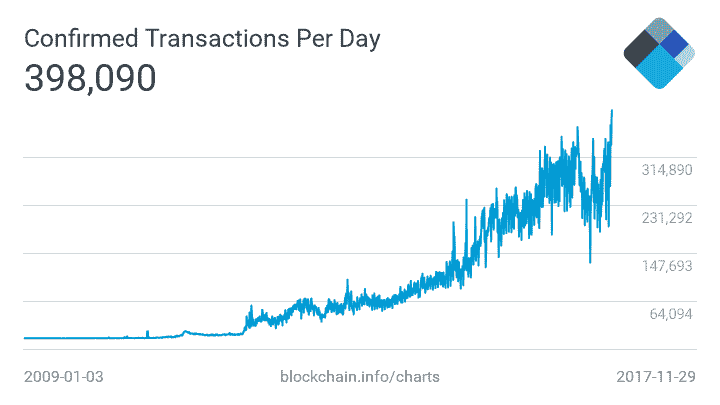 Confirmed Transactions Per Day
398,090
314,890
231,292
147,693
64,094
2009-01-03 blockchain.info/charts 2017-11-29